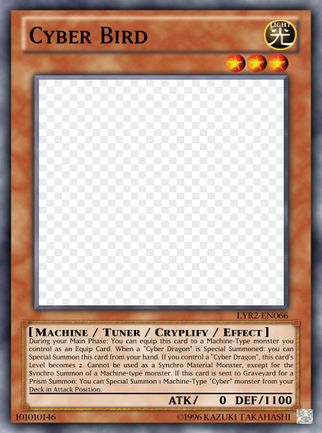 Cyber Bird
LIGHT
光
LYR2-EN066
[ Machine / Tuner / Cryplify / Effect ]
During your Main Phase: You can equip this card to a Machine-type monster you
control as an Equip Card. When a "Cyber Dragon" is Special Summoned: you can
Special Summon this card from your hand. If you control a "Cyber Dragon", this card's
Level becomes 2. Cannot be used as a Synchro Material Monster, except for the
Synchro Summon of a Machine-type monster. If this card is sent to Graveyard for a
Prism Summon: You can Special Summon 1 Machine-Type "Cyber" monster from your
Deck in Attack Position.
ATK/ 0 DEF/1100
101010146
©1996 KAZUKI TAKAHASHI